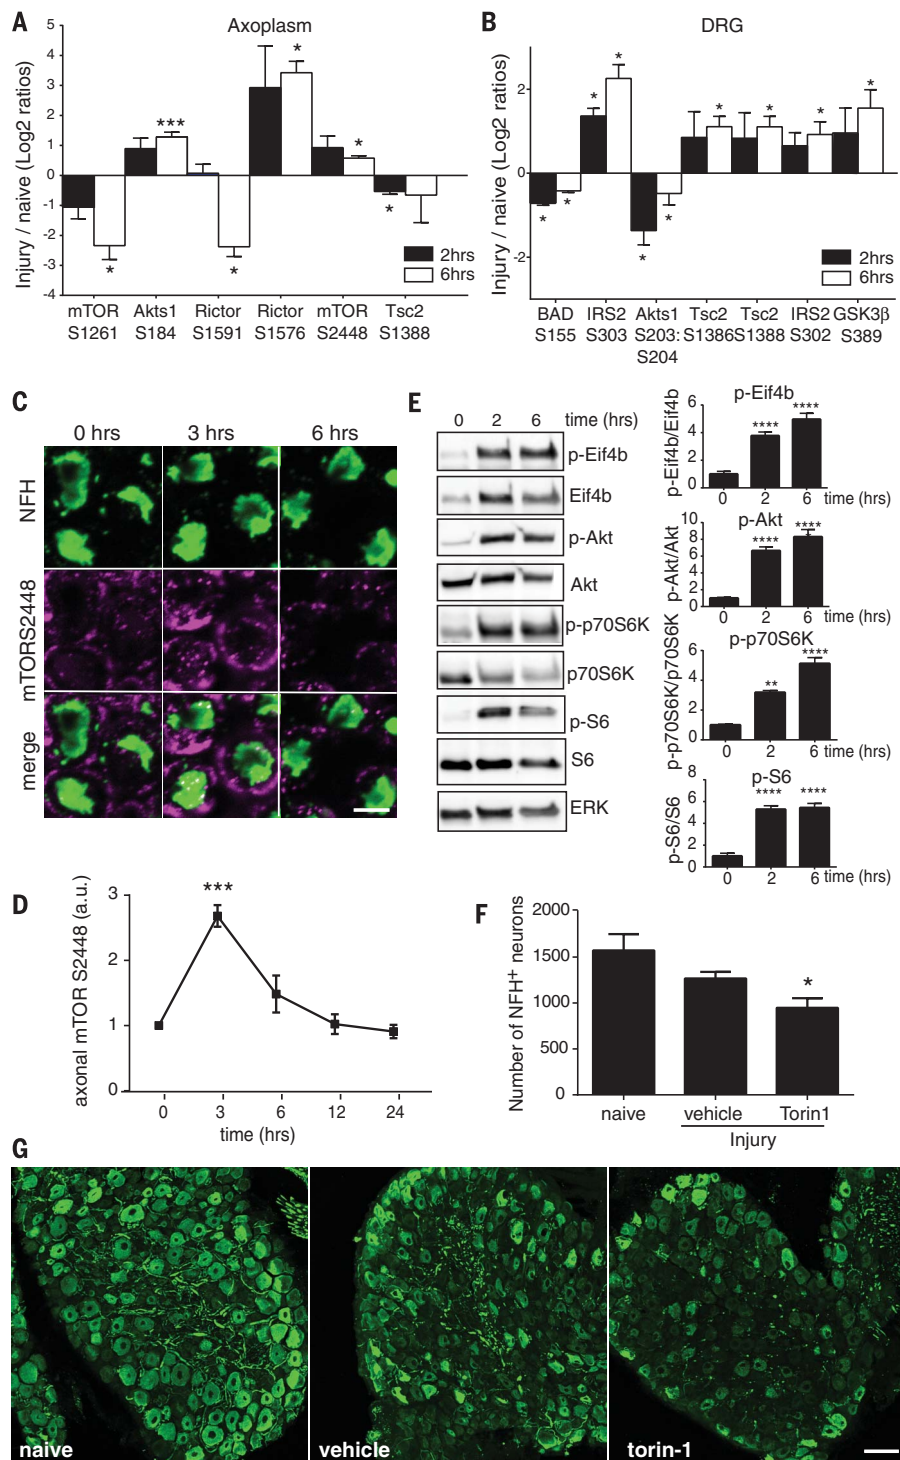 A
Axoplasm
Injury / naive (Log2 ratios)
5
4
3
2
1
0
-1
-2
-3
-4
***
*
*
*
*
*
2hrs
6hrs
mTOR Akts1 Rictor Rictor mTOR Tsc2
S1261 S184 S1591 S1576 S2448 S1388
B
DRG
Injury / naive (Log2 ratios)
2
0
-2
*
*
*
*
*
*
*
*
*
*
2hrs
6hrs
BAD IRS2 Akts1 Tsc2 Tsc2 IRS2 GSK3β
S155 S303 S203: S1386 S1388 S302 S389
S204
C
0 hrs 3 hrs 6 hrs
NFH
mTORS2448
merge
D
axonal mTOR S2448 (a.u.)
3
2
1
0
***
0 3 6 12 24
time (hrs)
E
0 2 6 time (hrs)
p-Eif4b
Eif4b
p-Akt
Akt
p-p70S6K
p70S6K
p-S6
S6
ERK
p-Eif4b
p-Eif4b/Eif4b
6
4
2
0
****
****
0 2 6 time (hrs)
p-Akt
p-Akt/Akt
10
8
6
4
2
0
****
****
0 2 6 time (hrs)
p-p70S6K
p-p70S6K/p70S6K
6
4
2
0
**
****
0 2 6 time (hrs)
p-S6
p-S6/S6
8
6
4
2
0
****
****
0 2 6 time (hrs)
F
Number of NFH+ neurons
2000
1500
1000
500
0
*
naive vehicle Torin1
Injury
G
naive
vehicle
torin-1